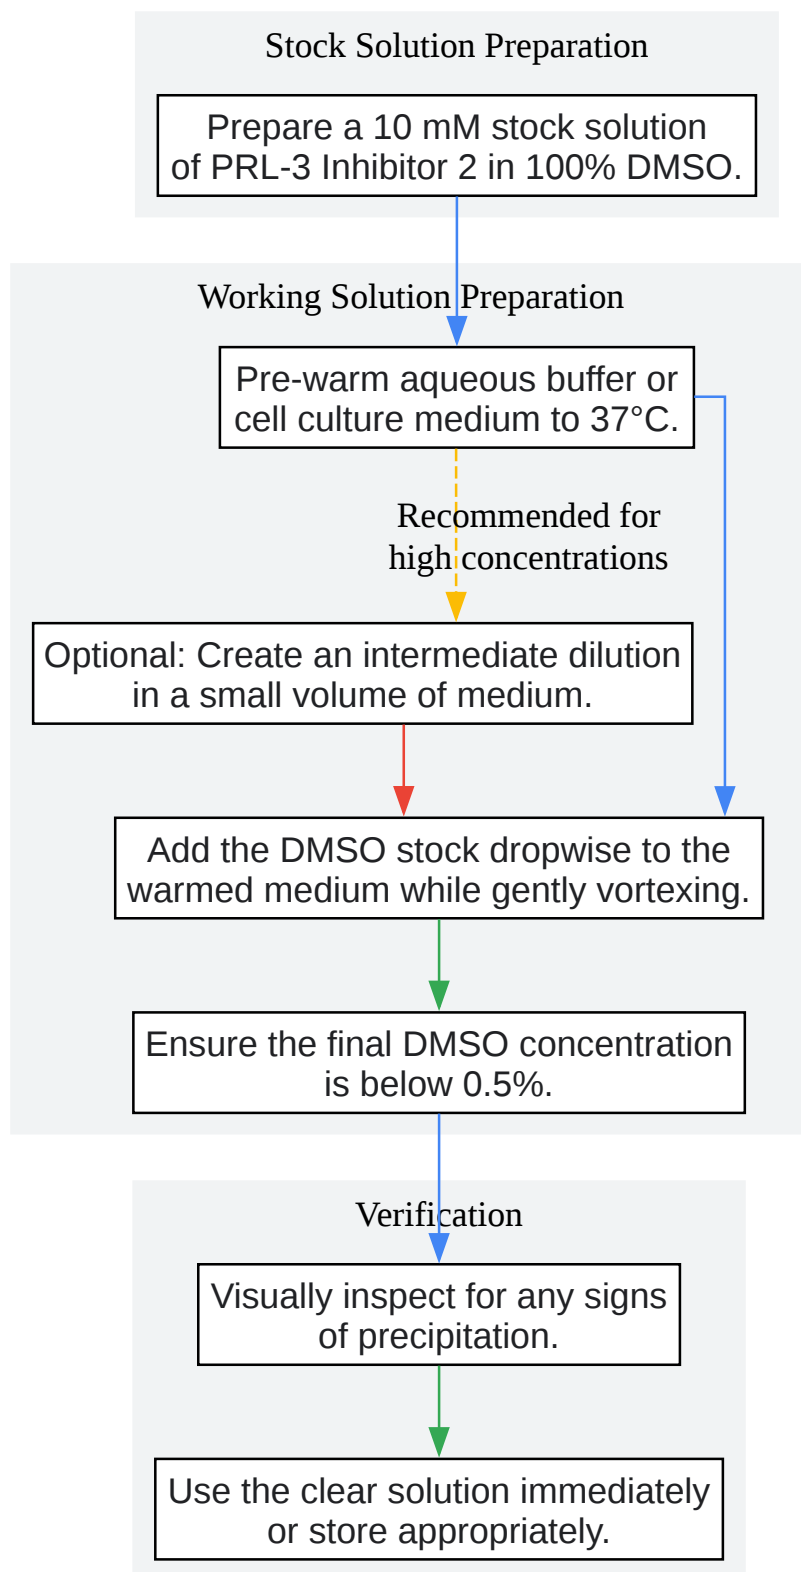 Stock Solution Preparation
Prepare a 10 mM stock solution
of PRL-3 Inhibitor 2 in 100% DMSO.
Working Solution Preparation
Pre-warm aqueous buffer or
cell culture medium to 37°C.
Recommended for
high concentrations
Optional: Create an intermediate dilution
in a small volume of medium.
Add the DMSO stock dropwise to the
warmed medium while gently vortexing.
Ensure the final DMSO concentration
is below 0.5%.
Verification
Visually inspect for any signs
of precipitation.
Use the clear solution immediately
or store appropriately.